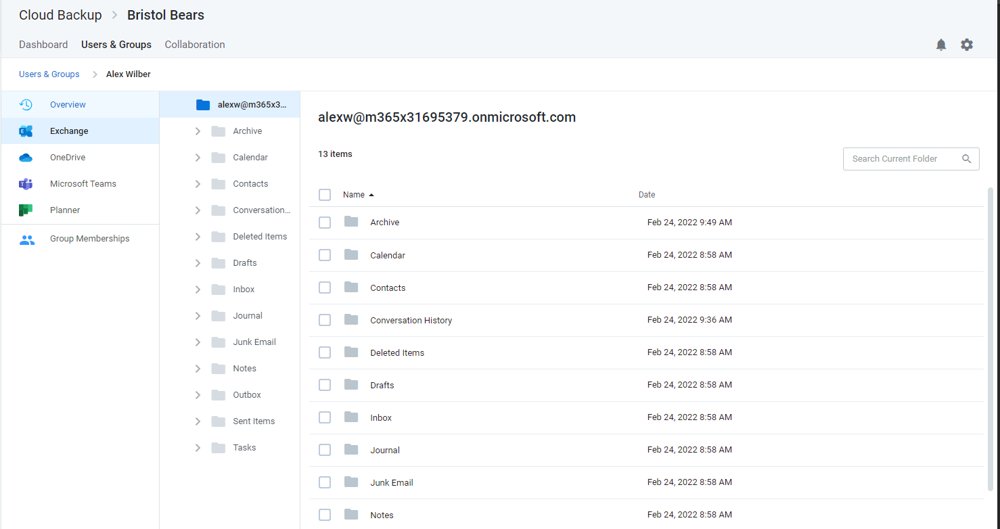 Cloud Backup > Bristol Bears
Dashboard Users & Groups Collaboration
Users & Groups > Alex Wilber
Overview
Exchange
OneDrive
Microsoft Teams
Planner
Group Memberships
alexw@m365x3...
Archive
Calendar
Contacts
Conversation...
Deleted Items
Drafts
Inbox
Journal
Junk Email
Notes
Outbox
Sent Items
Tasks
alexw@m365x31695379.onmicrosoft.com
13 items
Search Current Folder
Name Date
Archive Feb 24, 2022 9:49 AM
Calendar Feb 24, 2022 8:58 AM
Contacts Feb 24, 2022 8:58 AM
Conversation History Feb 24, 2022 9:36 AM
Deleted Items Feb 24, 2022 8:58 AM
Drafts Feb 24, 2022 8:58 AM
Inbox Feb 24, 2022 8:58 AM
Journal Feb 24, 2022 8:58 AM
Junk Email Feb 24, 2022 8:58 AM
Notes Feb 24, 2022 8:58 AM